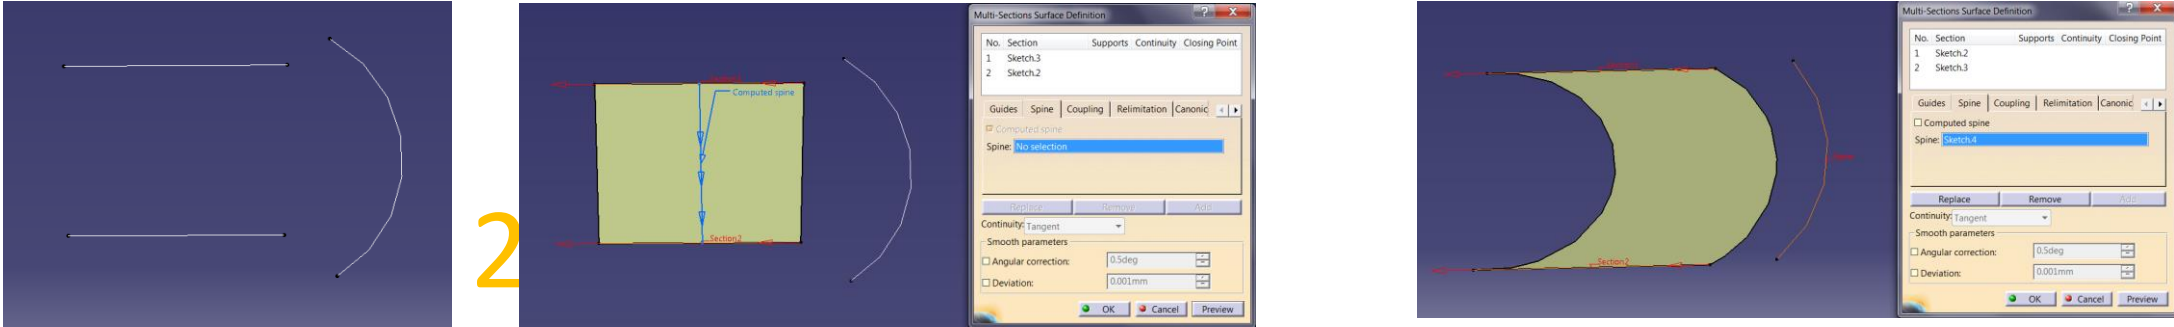 2
Section1
Computed spine
Section2
Multi-Sections Surface Definition
No. Section Supports Continuity Closing Point
1 Sketch.3
2 Sketch.2
Guides Spine Coupling Relimitation Canonic
Computed spine
Spine: No selection
Replace Remove Add
Continuity: Tangent
Smooth parameters
Angular correction: 0.5deg
Deviation: 0.001mm
OK Cancel Preview
Section2
Multi-Sections Surface Definition
No. Section Supports Continuity Closing Point
1 Sketch.2
2 Sketch.3
Guides Spine Coupling Relimitation Canonic
Computed spine
Spine: Sketch.4
Replace Remove Add
Continuity: Tangent
Smooth parameters
Angular correction: 0.5deg
Deviation: 0.001mm
OK Cancel Preview